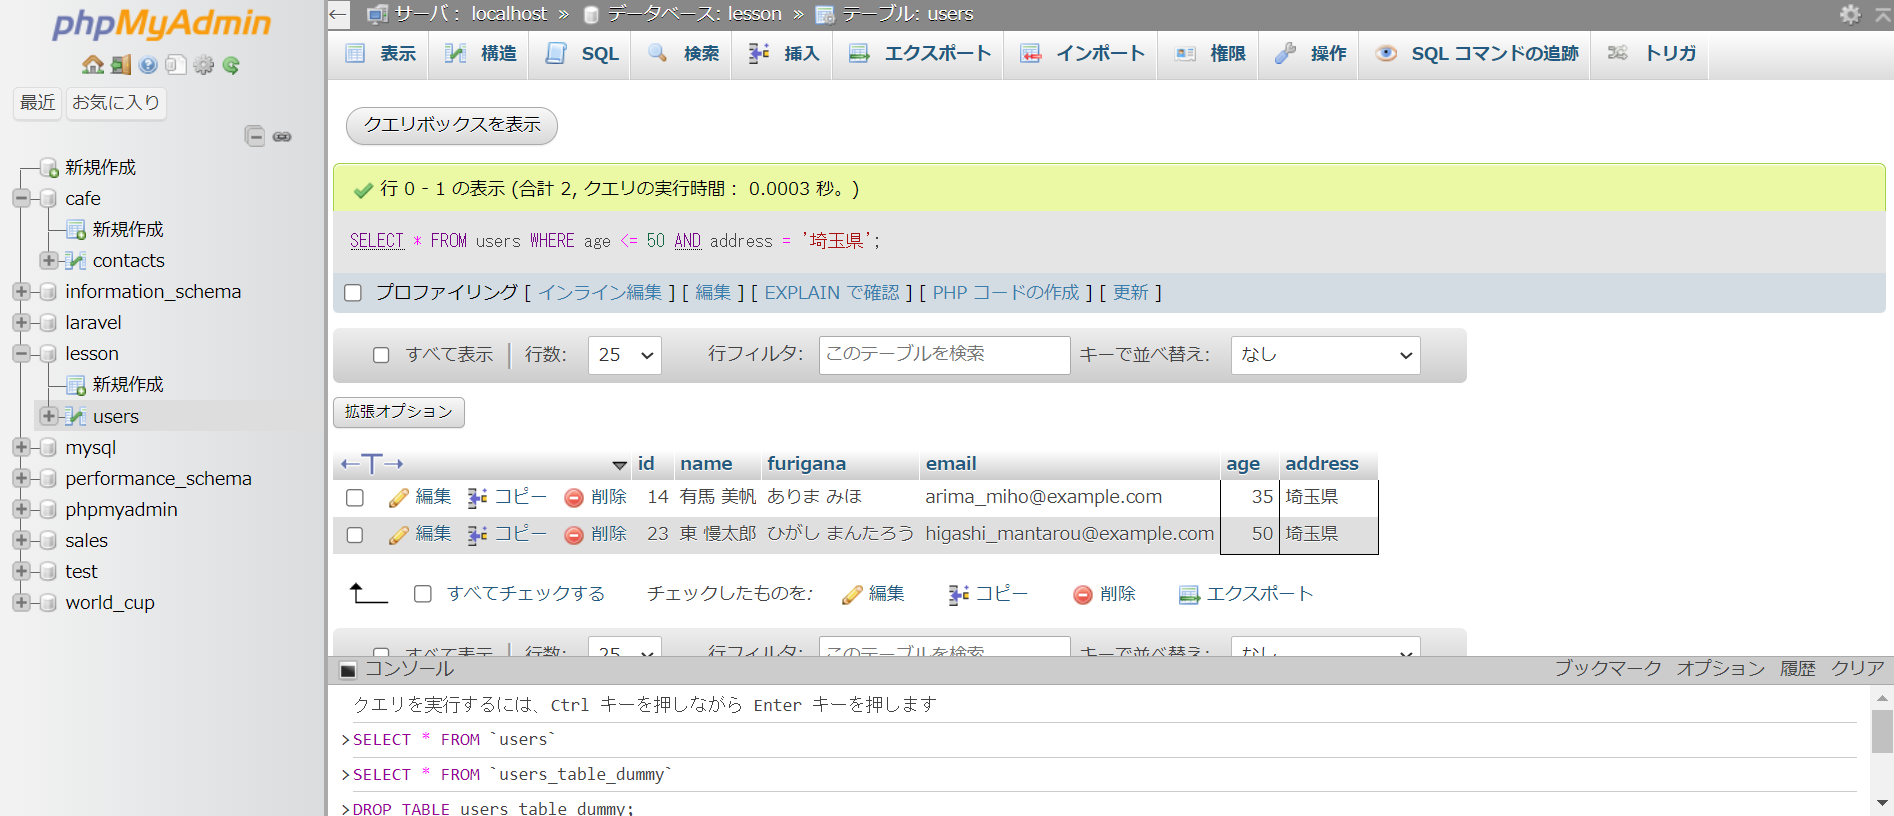 phpMyAdmin
最近 お気に入り
新規作成
cafe
新規作成
contacts
information_schema
laravel
lesson
新規作成
users
mysql
performance_schema
phpmyadmin
sales
test
world_cup
サーバ： localhost » データベース: lesson » テーブル: users
表示 構造 SQL 検索 挿入 エクスポート インポート 権限 操作 SQL コマンドの追跡 トリガ
クエリボックスを表示
行 0 - 1 の表示 (合計 2, クエリの実行時間： 0.0003 秒。)
SELECT * FROM users WHERE age <= 50 AND address = '埼玉県';
プロファイリング [ インライン編集 ] [ 編集 ] [ EXPLAIN で確認 ] [ PHP コードの作成 ] [ 更新 ]
すべて表示 行数: 25 行フィルタ: このテーブルを検索 キーで並べ替え: なし
拡張オプション
←T→ id name furigana email age address
編集 コピー 削除 14 有馬 美帆 ありま みほ arima_miho@example.com 35 埼玉県
編集 コピー 削除 23 東 慢太郎 ひがし まんたろう higashi_mantarou@example.com 50 埼玉県
すべてチェックする チェックしたものを: 編集 コピー 削除 エクスポート
すべて表示 行数: 25 行フィルタ: このテーブルを検索 キーで並べ替え: なし
コンソール ブックマーク オプション 履歴 クリア
クエリを実行するには、Ctrl キーを押しながら Enter キーを押します
>SELECT * FROM `users`
>SELECT * FROM `users_table_dummy`
>DROP TABLE users_table_dummy;